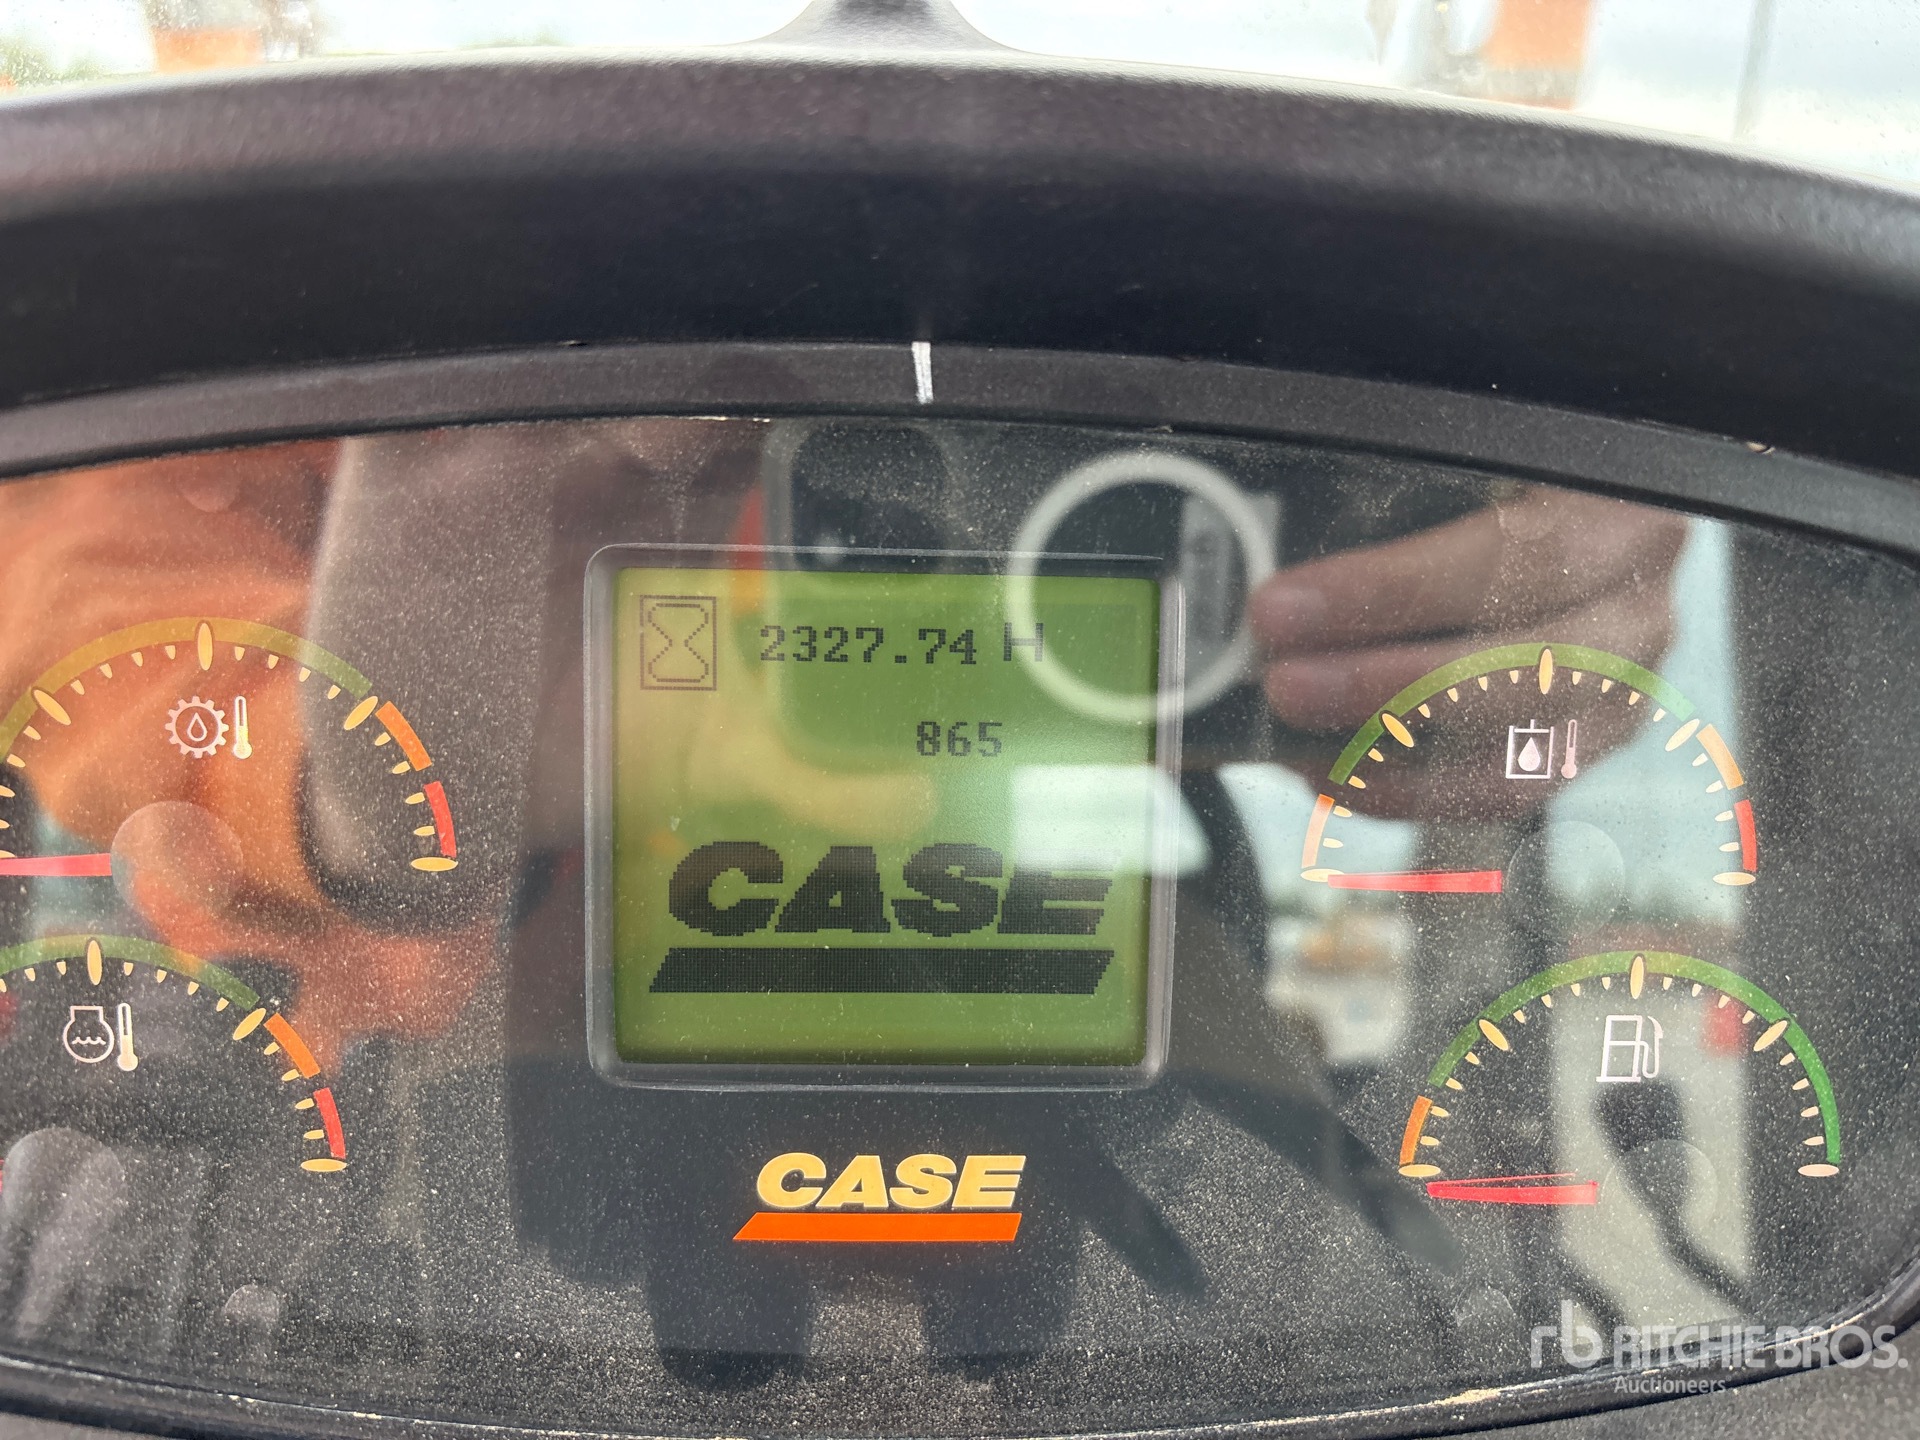 2327.74 H
865
CASE
CASE
rb RITCHIE BROS.
Auctioneers